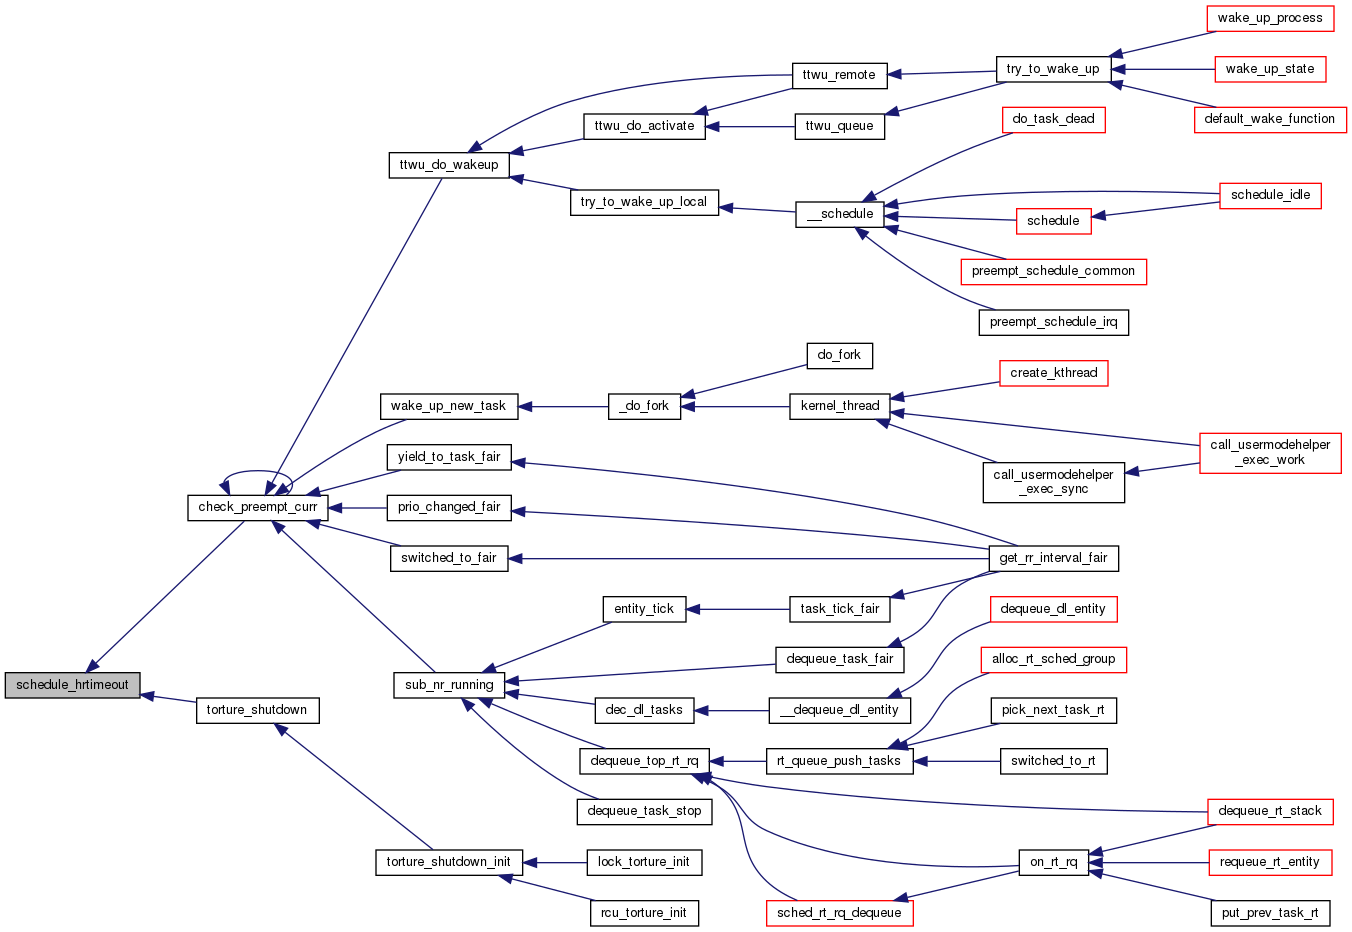 wake_up_process
ttwu_remote
try_to_wake_up
wake_up_state
do_task_dead
default_wake_function
ttwu_do_activate
ttwu_queue
ttwu_do_wakeup
try_to_wake_up_local
__schedule
schedule_idle
schedule
preempt_schedule_common
preempt_schedule_irq
do_fork
create_kthread
wake_up_new_task
_do_fork
kernel_thread
call_usermodehelper
_exec_work
yield_to_task_fair
call_usermodehelper
_exec_sync
check_preempt_curr
prio_changed_fair
switched_to_fair
get_rr_interval_fair
entity_tick
task_tick_fair
dequeue_dl_entity
dequeue_task_fair
alloc_rt_sched_group
schedule_hrtimeout
sub_nr_running
torture_shutdown
dec_dl_tasks
__dequeue_dl_entity
pick_next_task_rt
dequeue_top_rt_rq
rt_queue_push_tasks
switched_to_rt
dequeue_task_stop
dequeue_rt_stack
torture_shutdown_init
lock_torture_init
on_rt_rq
requeue_rt_entity
rcu_torture_init
sched_rt_rq_dequeue
put_prev_task_rt